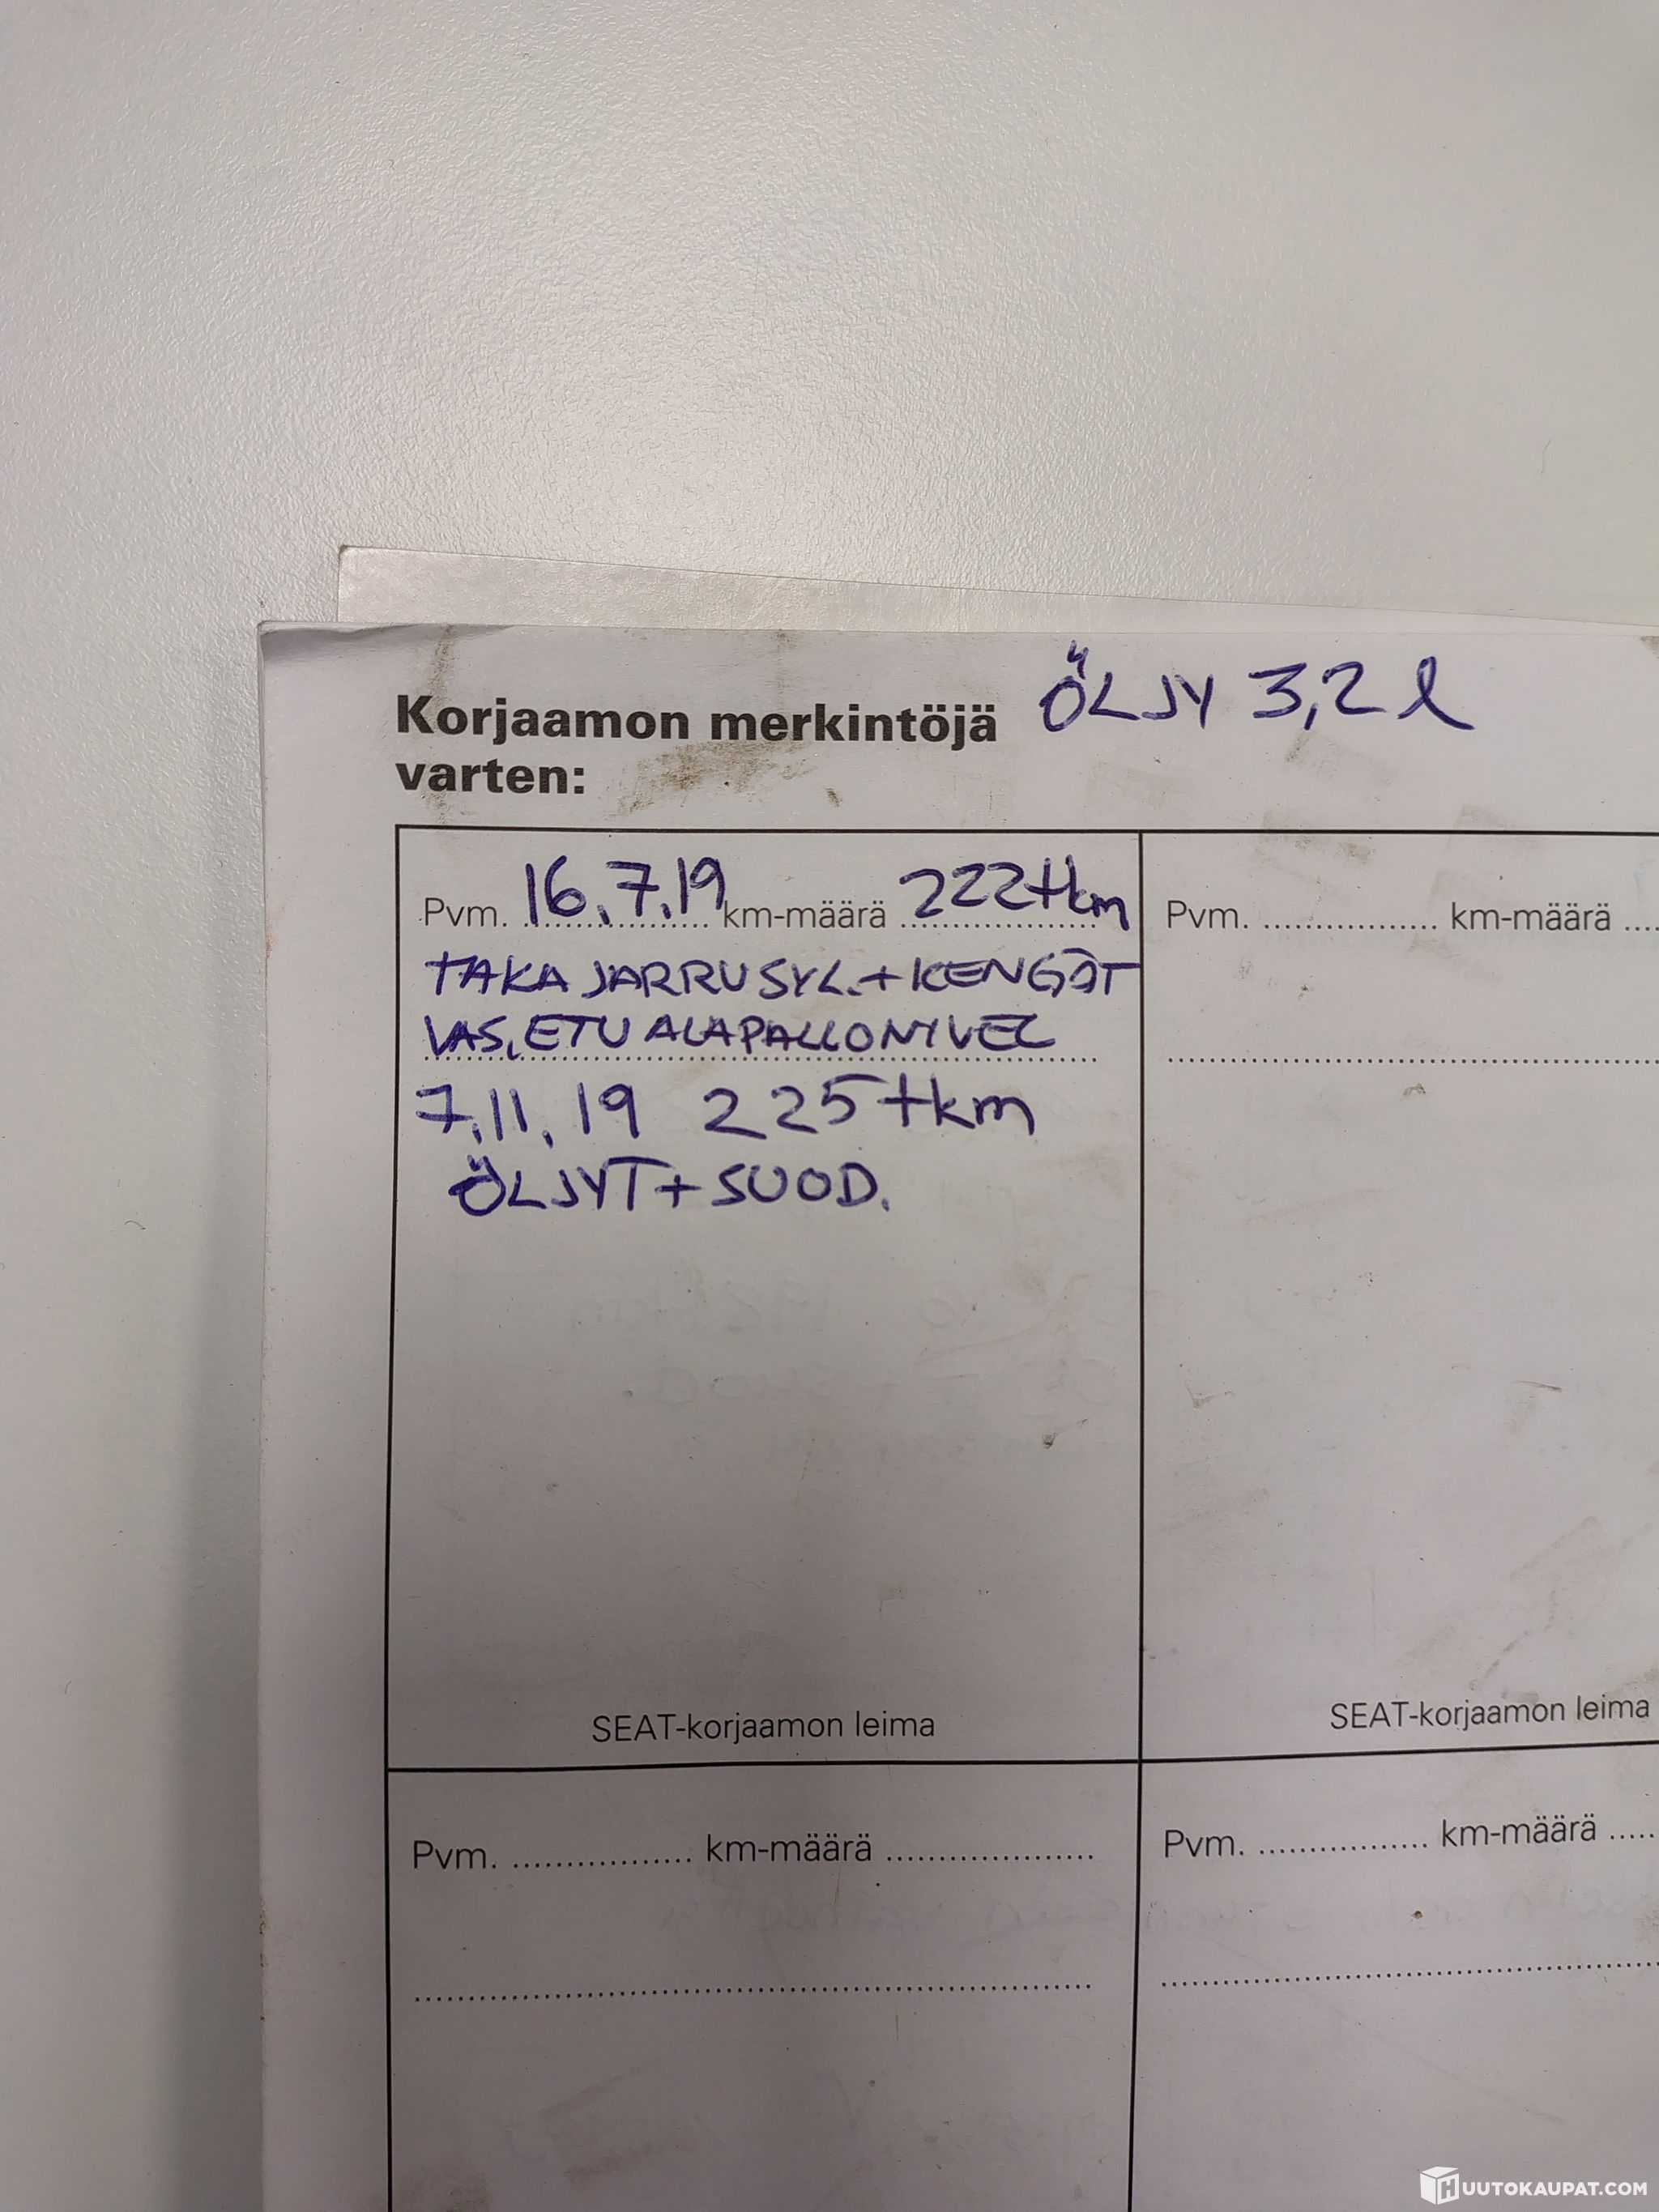 Korjaamon merkintöjä ÖLJY 3,2 l
varten:
Pvm. 16.7.19 km-määrä 222tkm
TAKA JARRUSYL. + KENGÄT
VAS. ETU ALAPALLONIVEL
7.11.19 225tkm
ÖLJYT + SUOD.
SEAT-korjaamon leima
Pvm. .................. km-määrä ....
SEAT-korjaamon leima
Pvm. .................. km-määrä .....................
Pvm. .................. km-määrä .....
HUUTOKAUPAT.COM